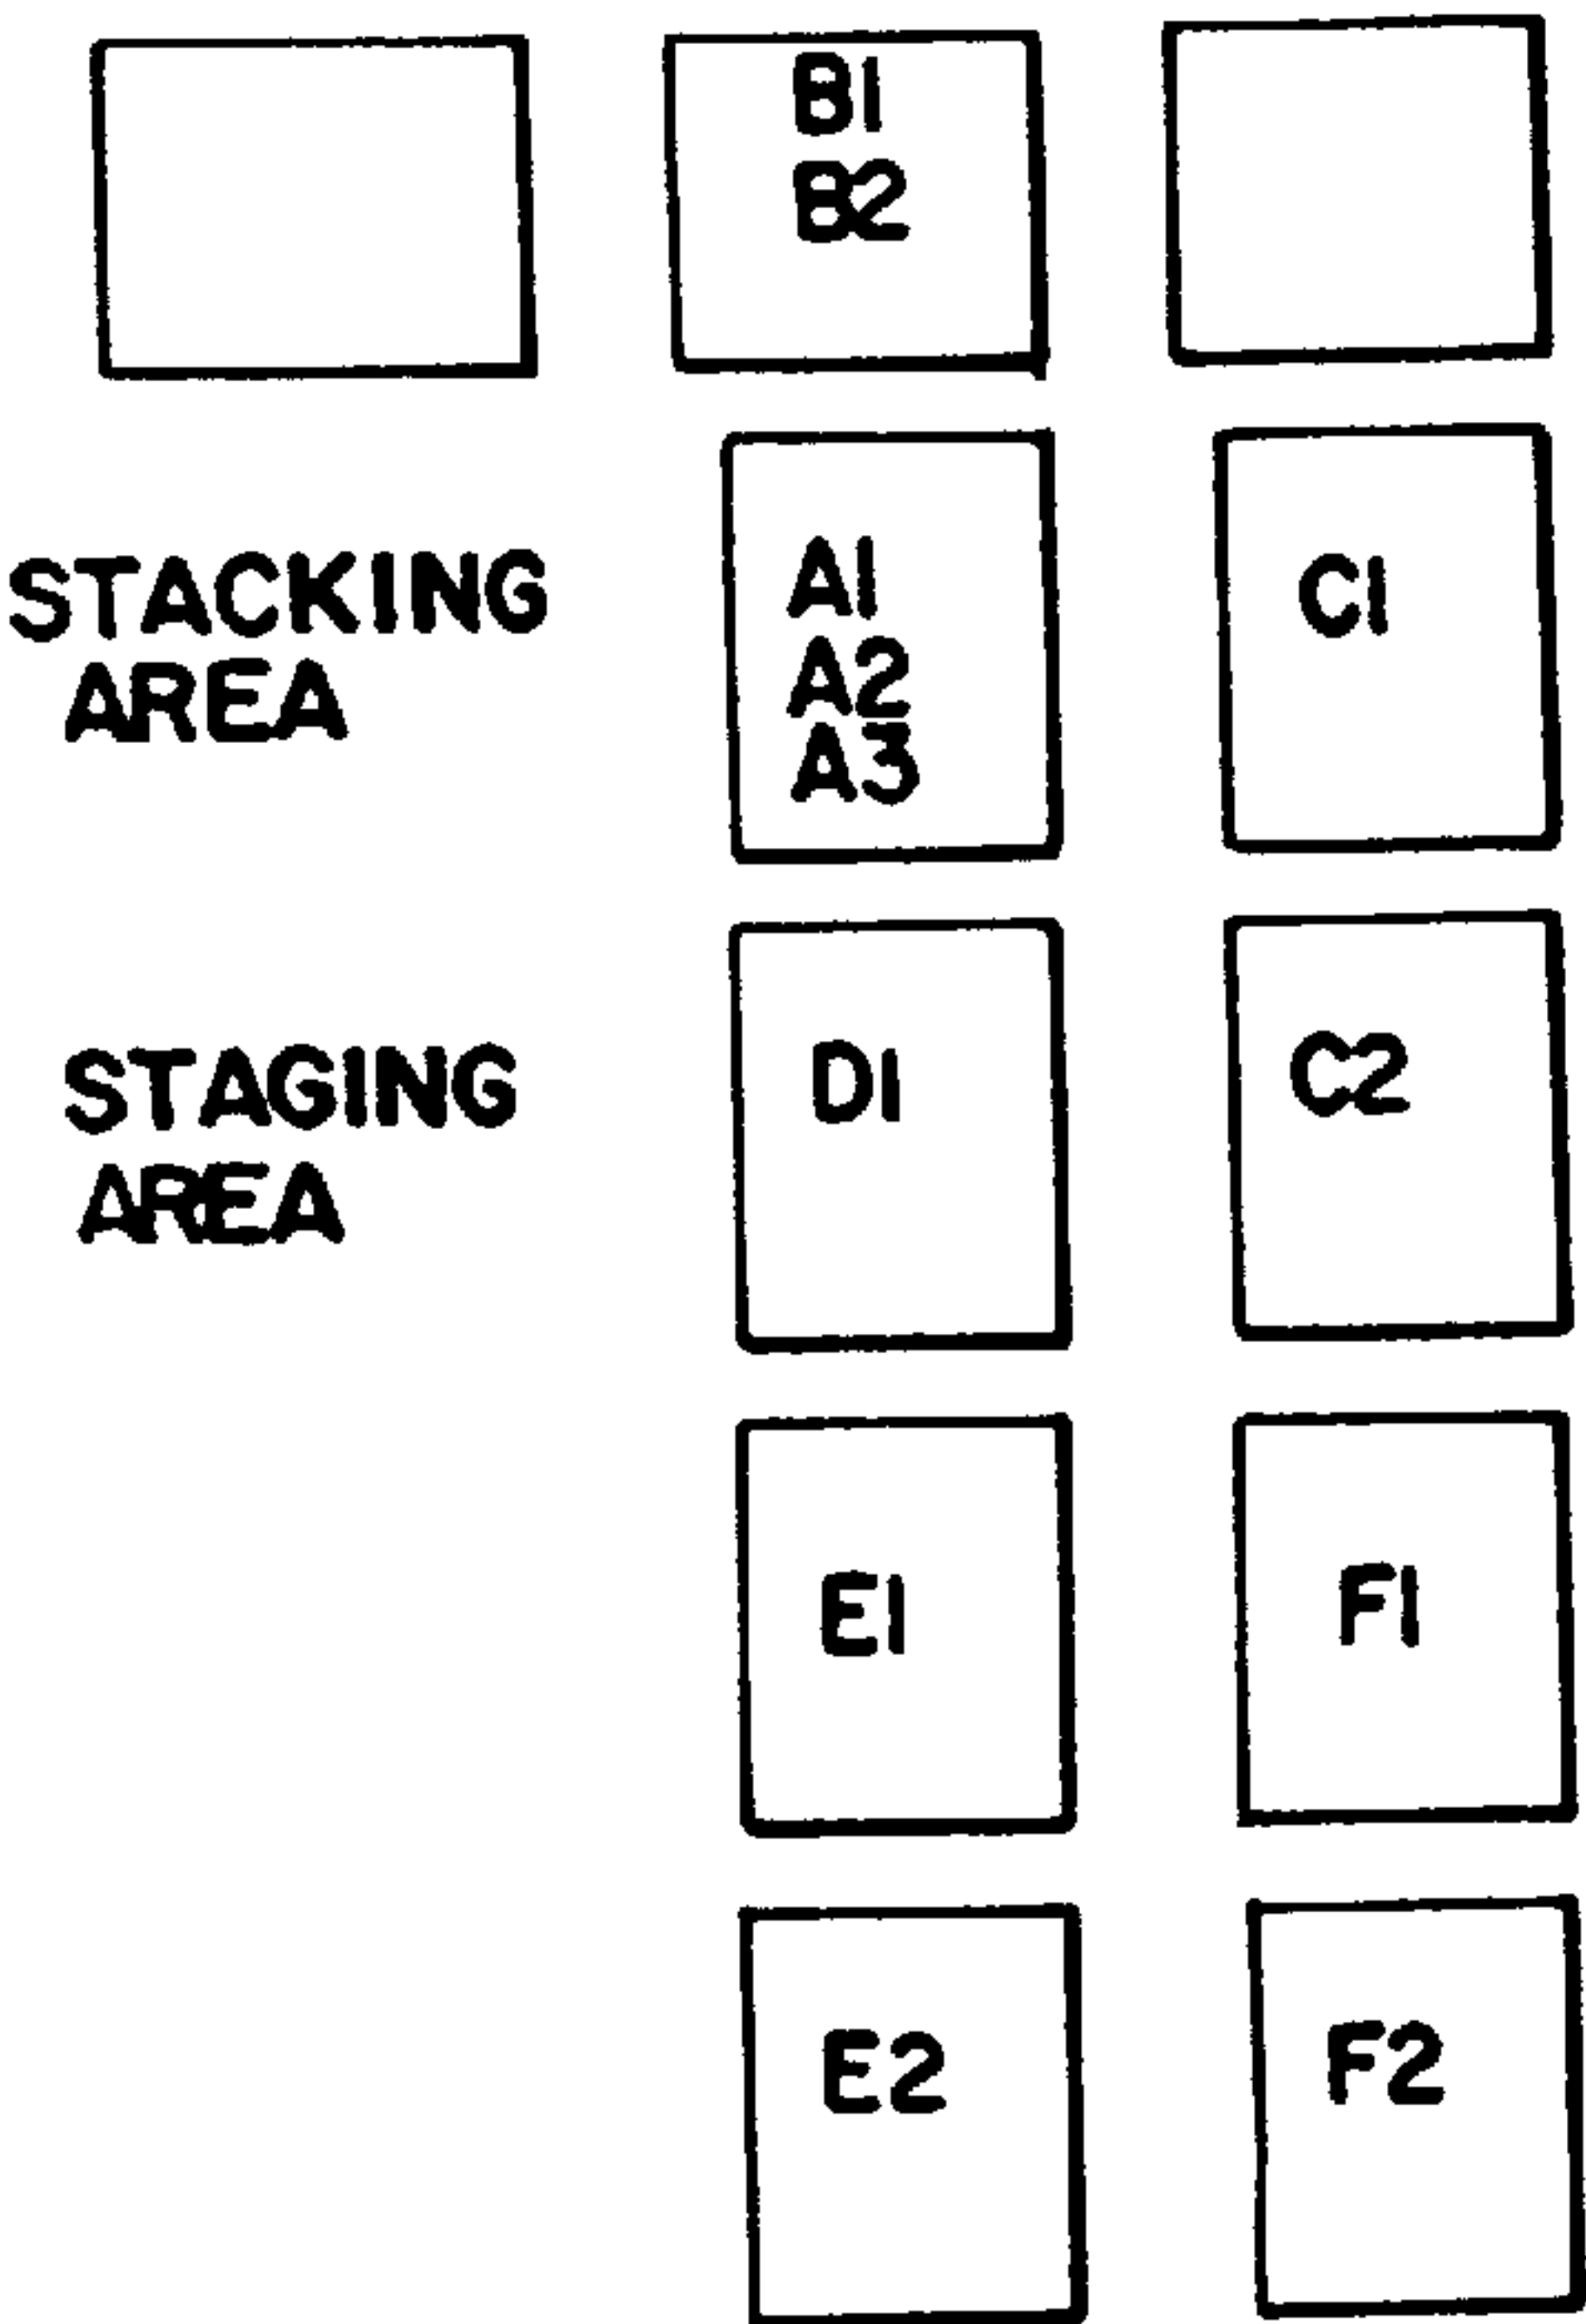 B1
B2
STACKING
AREA
A1
A2
A3
C1
STAGING
AREA
D1
C2
E1
F1
E2
F2